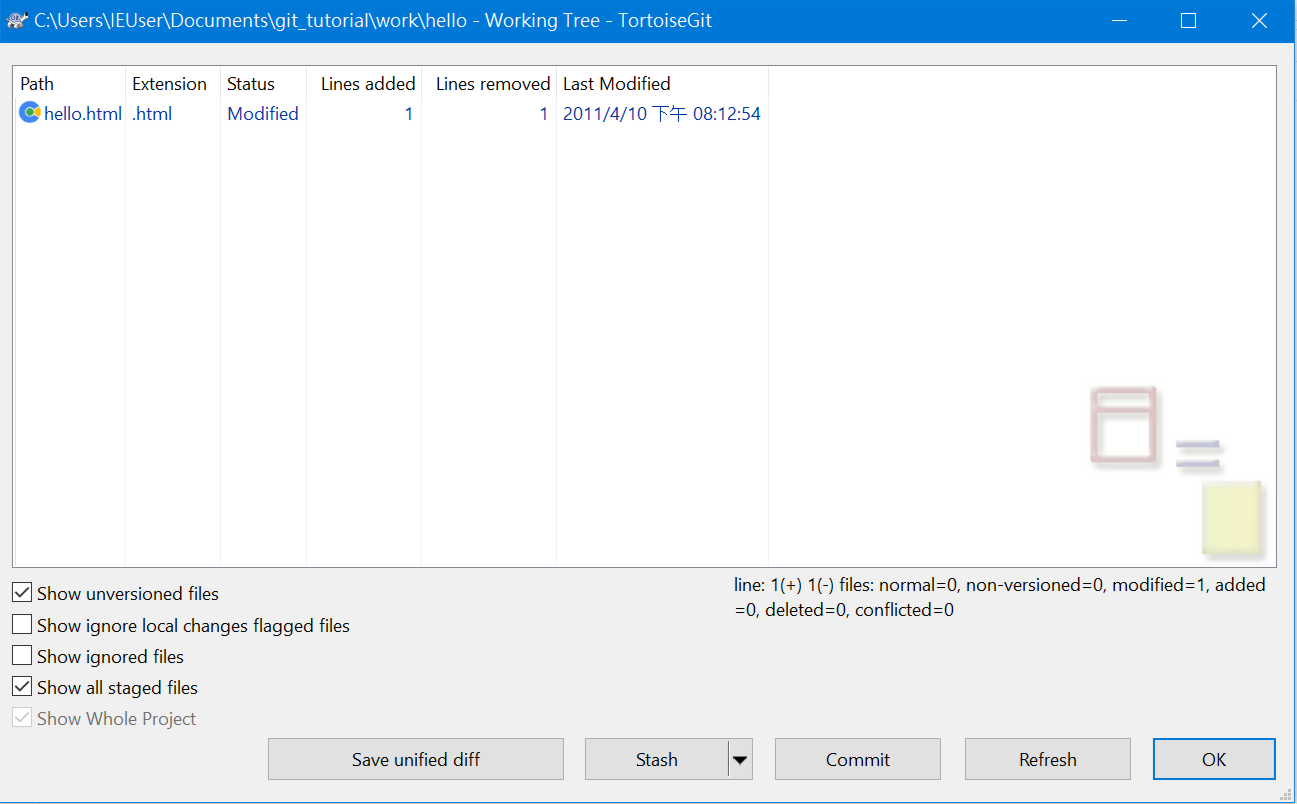 C:\Users\IEUser\Documents\git_tutorial\work\hello - Working Tree - TortoiseGit
Path Extension Status Lines added Lines removed Last Modified
hello.html .html Modified 1 1 2011/4/10 下午 08:12:54
line: 1(+) 1(-) files: normal=0, non-versioned=0, modified=1, added
=0, deleted=0, conflicted=0
Show unversioned files
Show ignore local changes flagged files
Show ignored files
Show all staged files
Show Whole Project
Save unified diff Stash Commit Refresh OK